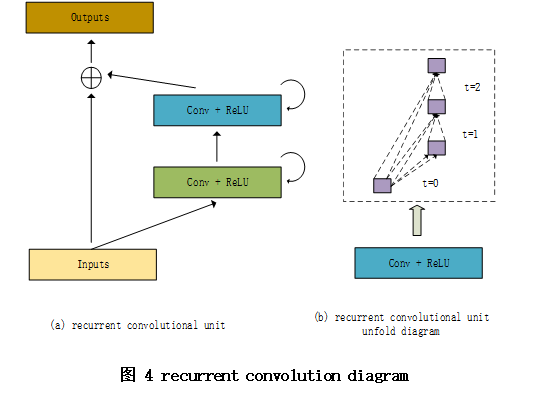 Outputs
Conv + ReLU
Conv + ReLU
Inputs
(a) recurrent convolutional unit
t=2
t=1
t=0
Conv + ReLU
(b) recurrent convolutional unit
unfold diagram
图 4 recurrent convolution diagram